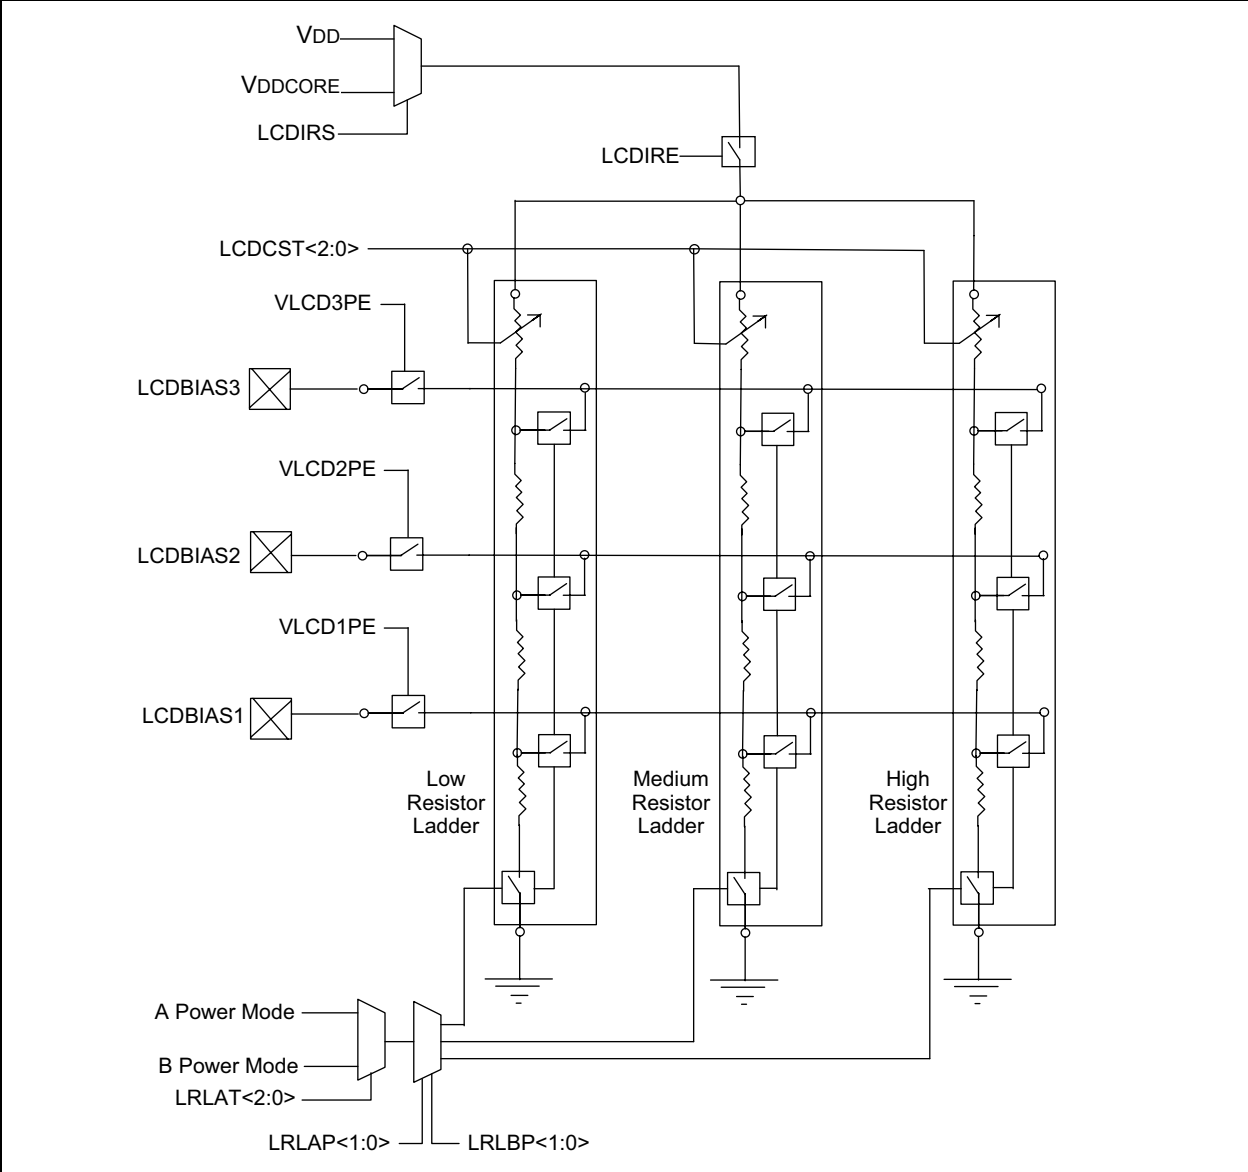 VDD
VDDCORE
LCDIRS
LCDIRE
LCDCST<2:0>
VLCD3PE
LCDBIAS3
VLCD2PE
LCDBIAS2
VLCD1PE
LCDBIAS1
Low
Resistor
Ladder
Medium
Resistor
Ladder
High
Resistor
Ladder
A Power Mode
B Power Mode
LRLAT<2:0>
LRLAP<1:0>
LRLBP<1:0>